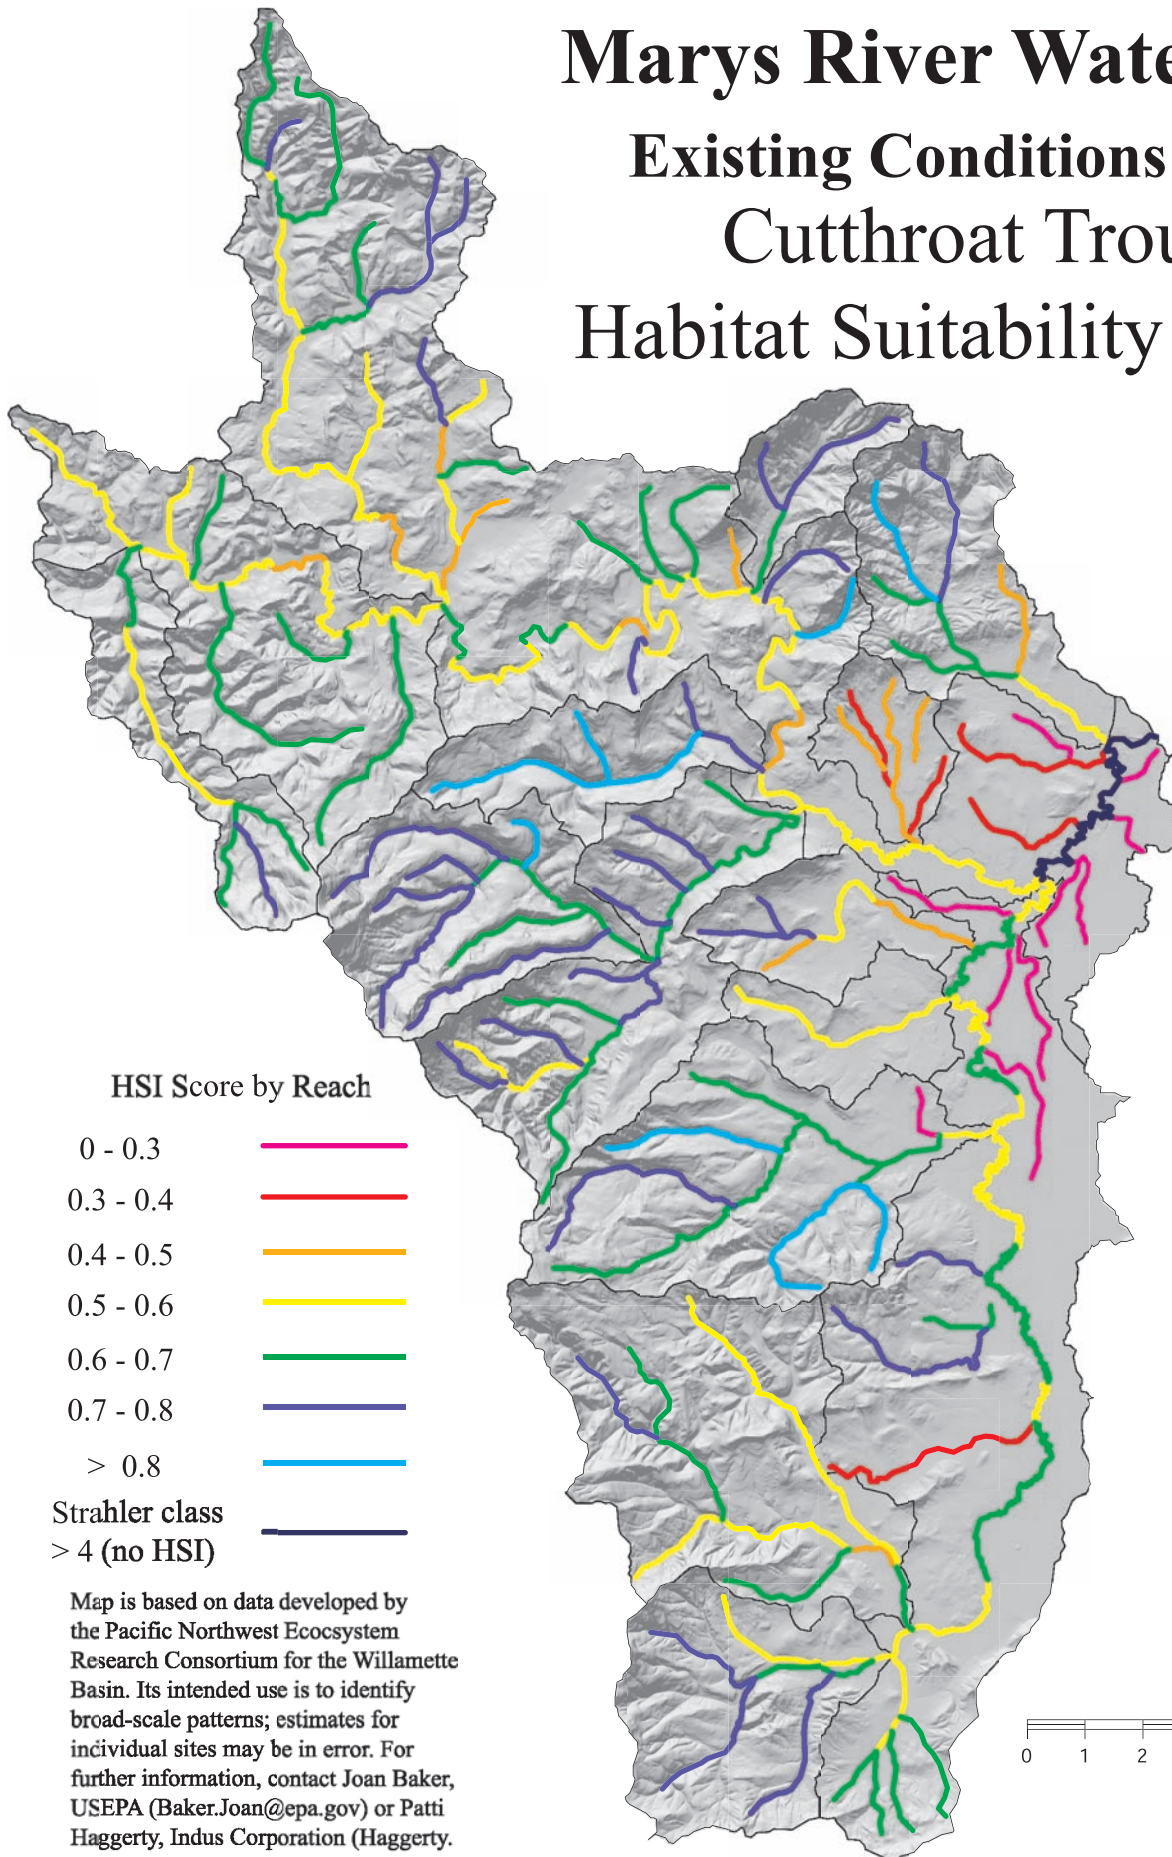 Marys River Wate
Existing Conditions
Cutthroat Trou
Habitat Suitability
HSI Score by Reach
0 - 0.3
0.3 - 0.4
0.4 - 0.5
0.5 - 0.6
0.6 - 0.7
0.7 - 0.8
> 0.8
Strahler class
> 4 (no HSI)
Map is based on data developed by
the Pacific Northwest Ecocsystem
Research Consortium for the Willamette
Basin. Its intended use is to identify
broad-scale patterns; estimates for
individual sites may be in error. For
further information, contact Joan Baker,
USEPA (Baker.Joan@epa.gov) or Patti
Haggerty, Indus Corporation (Haggerty.
0 1 2